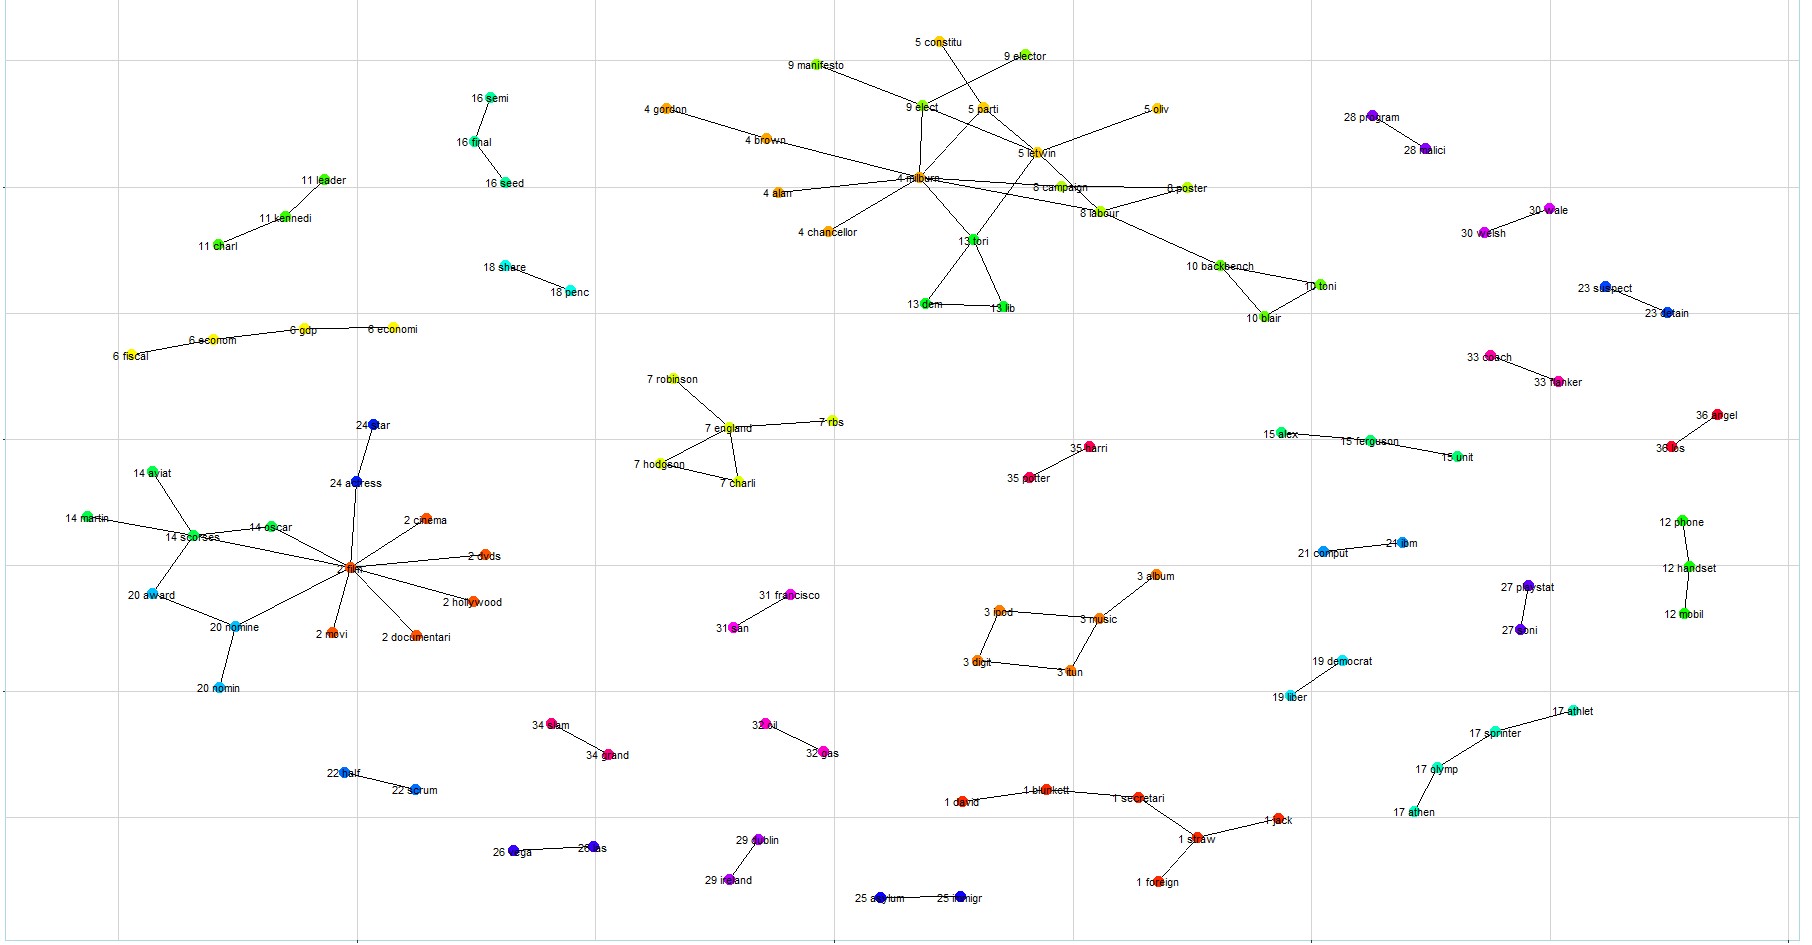 5 constitu
9 elector
9 manifesto
16 semi
4 gordon
9 elect
5 parti
5 oliv
28 program
4 brown
16 final
28 malici
5 letwin
11 leader
4 milburn
16 seed
8 campaign
8 poster
4 alan
30 wale
8 labour
11 kennedi
4 chancellor
30 welsh
13 tori
11 charl
18 share
10 backbench
10 toni
23 suspect
18 penc
13 dem
13 lib
23 detain
10 blair
6 gdp
6 economi
6 econom
6 fiscal
33 coach
7 robinson
33 flanker
36 angel
24 star
7 england
7 rbs
15 alex
15 ferguson
35 harri
36 los
15 unit
7 hodgson
14 aviat
35 potter
24 actress
7 charli
14 martin
2 cinema
12 phone
14 oscar
14 scorses
21 ibm
21 comput
2 dvds
2 film
12 handset
3 album
27 playstat
20 award
31 francisco
2 hollywood
3 ipod
12 mobil
3 music
20 nomine
31 san
27 soni
2 movi
2 documentari
3 digit
19 democrat
3 itun
20 nomin
19 liber
17 athlet
34 slam
32 oil
17 sprinter
34 grand
32 gas
17 olymp
22 half
22 scrum
1 blunkett
1 secretari
1 david
17 athen
1 jack
29 dublin
1 straw
26 vega
26 las
29 ireland
1 foreign
25 asylum
25 immigr